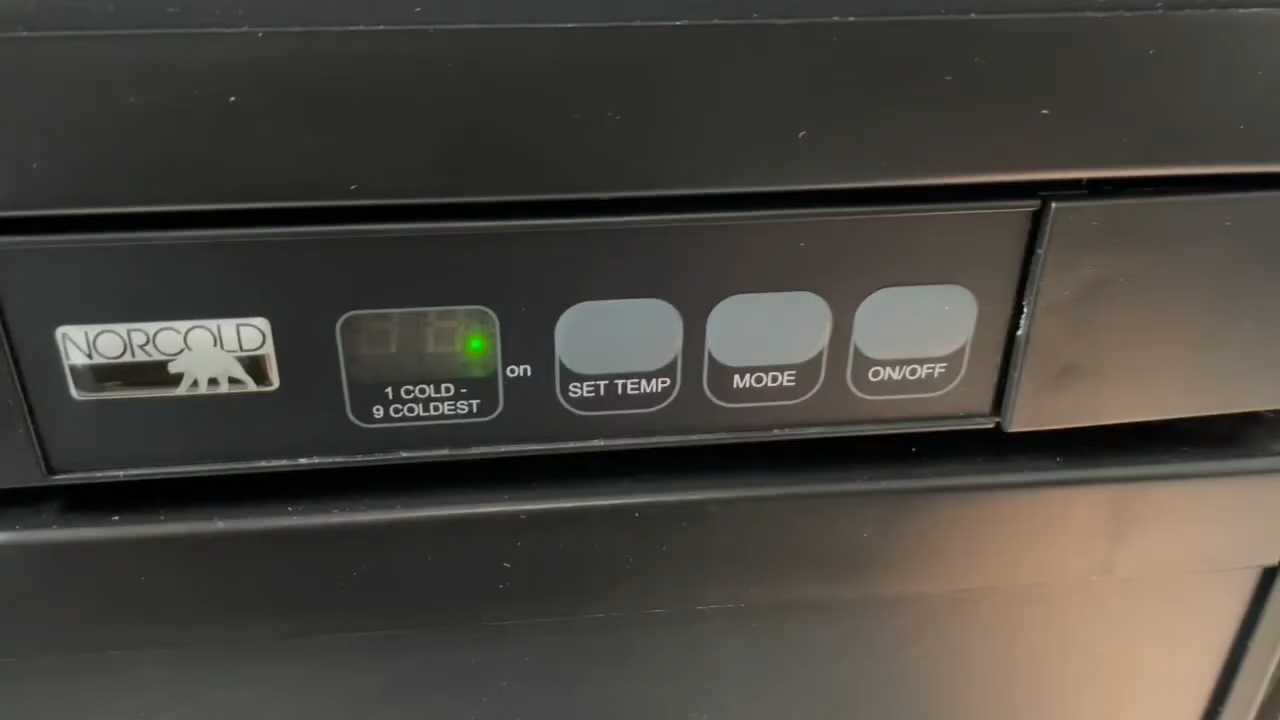 NORCOLD
1 COLD -
9 COLDEST
on
SET TEMP
MODE
ON/OFF